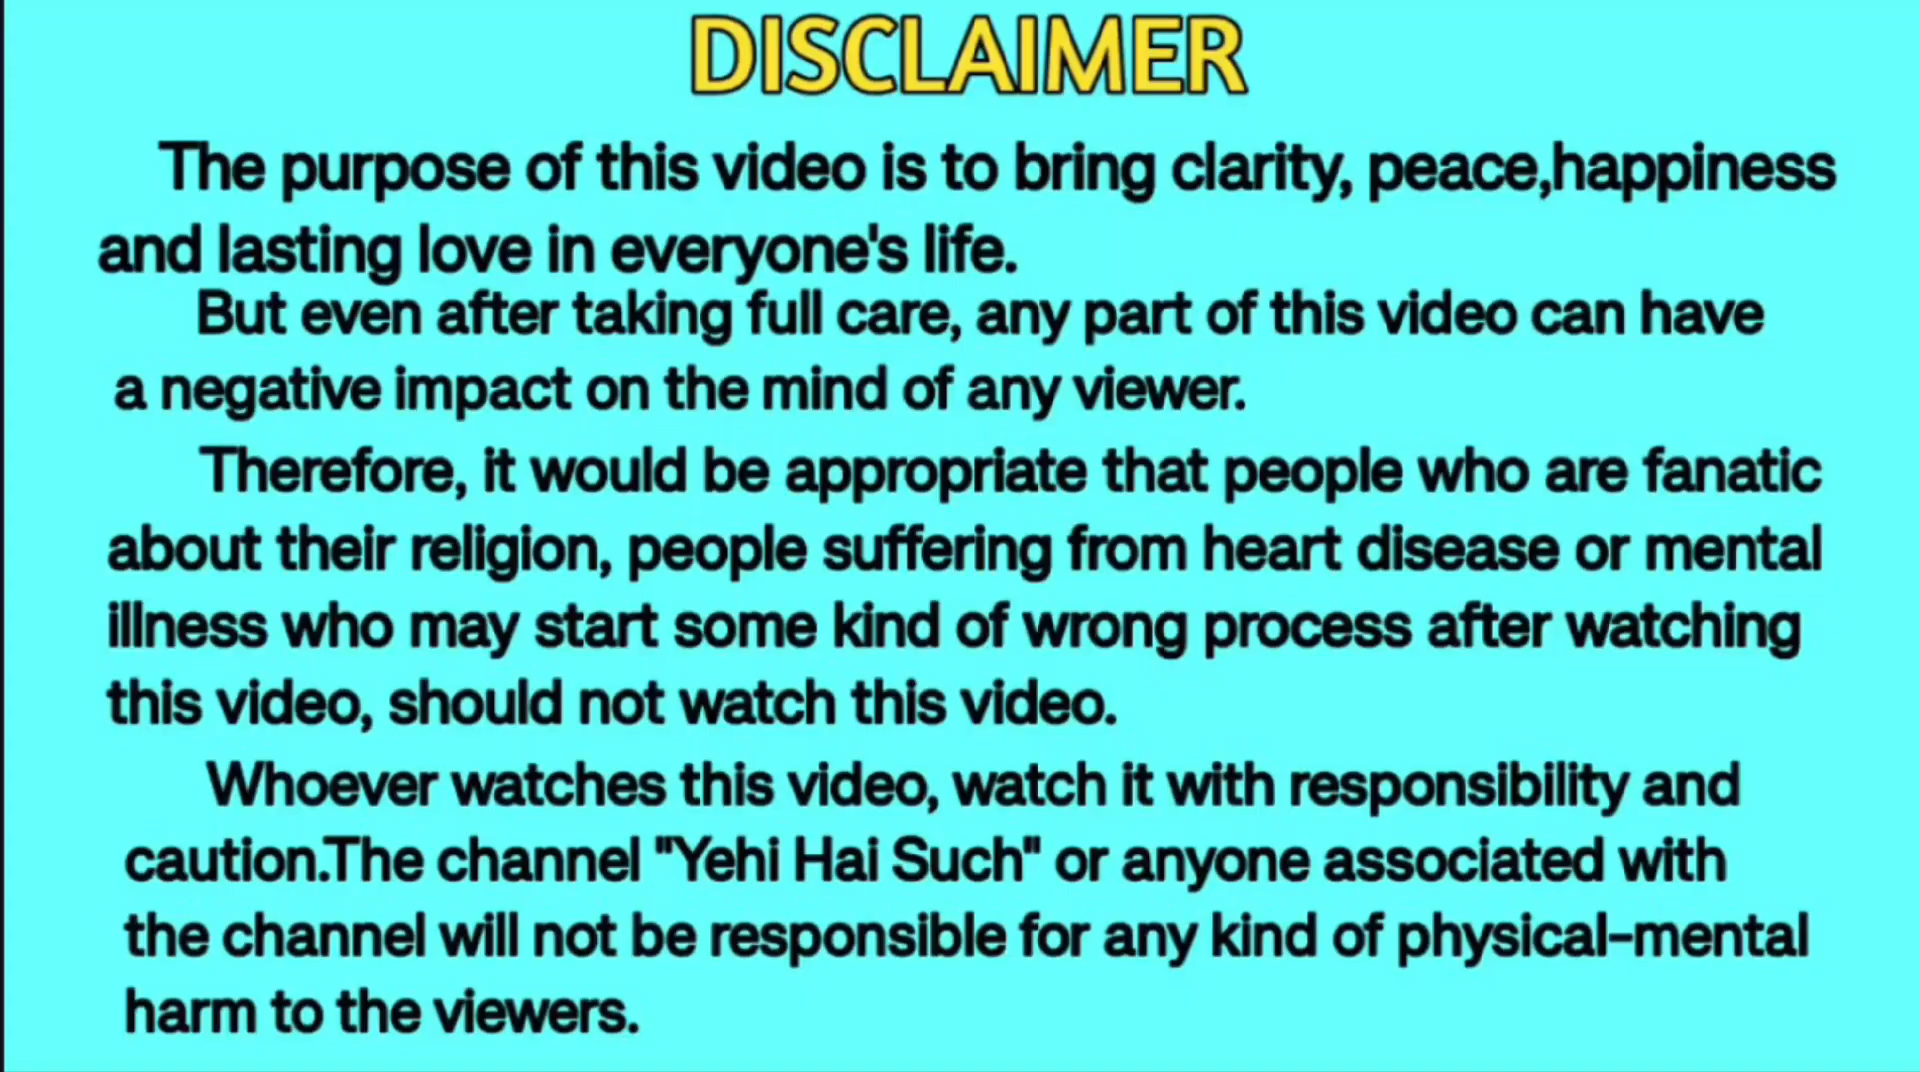 DISCLAIMER
The purpose of this video is to bring clarity, peace,happiness
and lasting love in everyone's life.
But even after taking full care, any part of this video can have
a negative impact on the mind of any viewer.
Therefore, it would be appropriate that people who are fanatic
about their religion, people suffering from heart disease or mental
illness who may start some kind of wrong process after watching
this video, should not watch this video.
Whoever watches this video, watch it with responsibility and
caution.The channel "Yehi Hai Such" or anyone associated with
the channel will not be responsible for any kind of physical-mental
harm to the viewers.